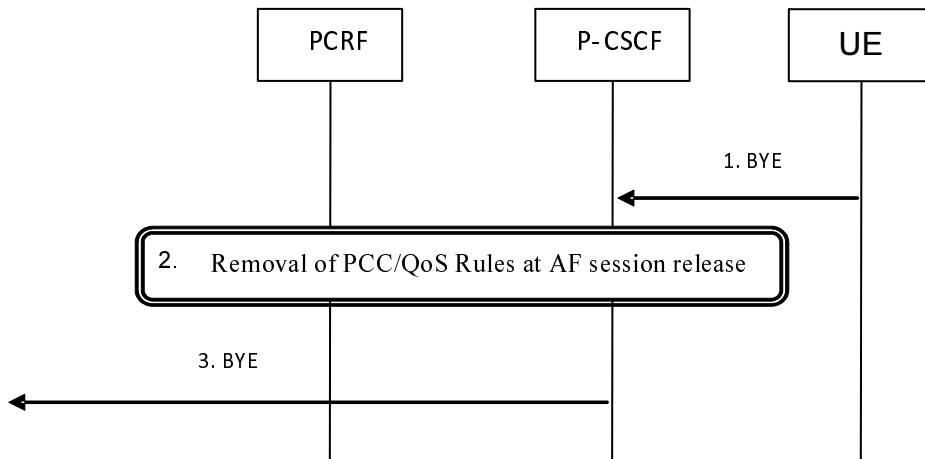 PCRF
P-CSCF
UE
1. BYE
2. Removal of PCC/QoS Rules at AF session release
3. BYE